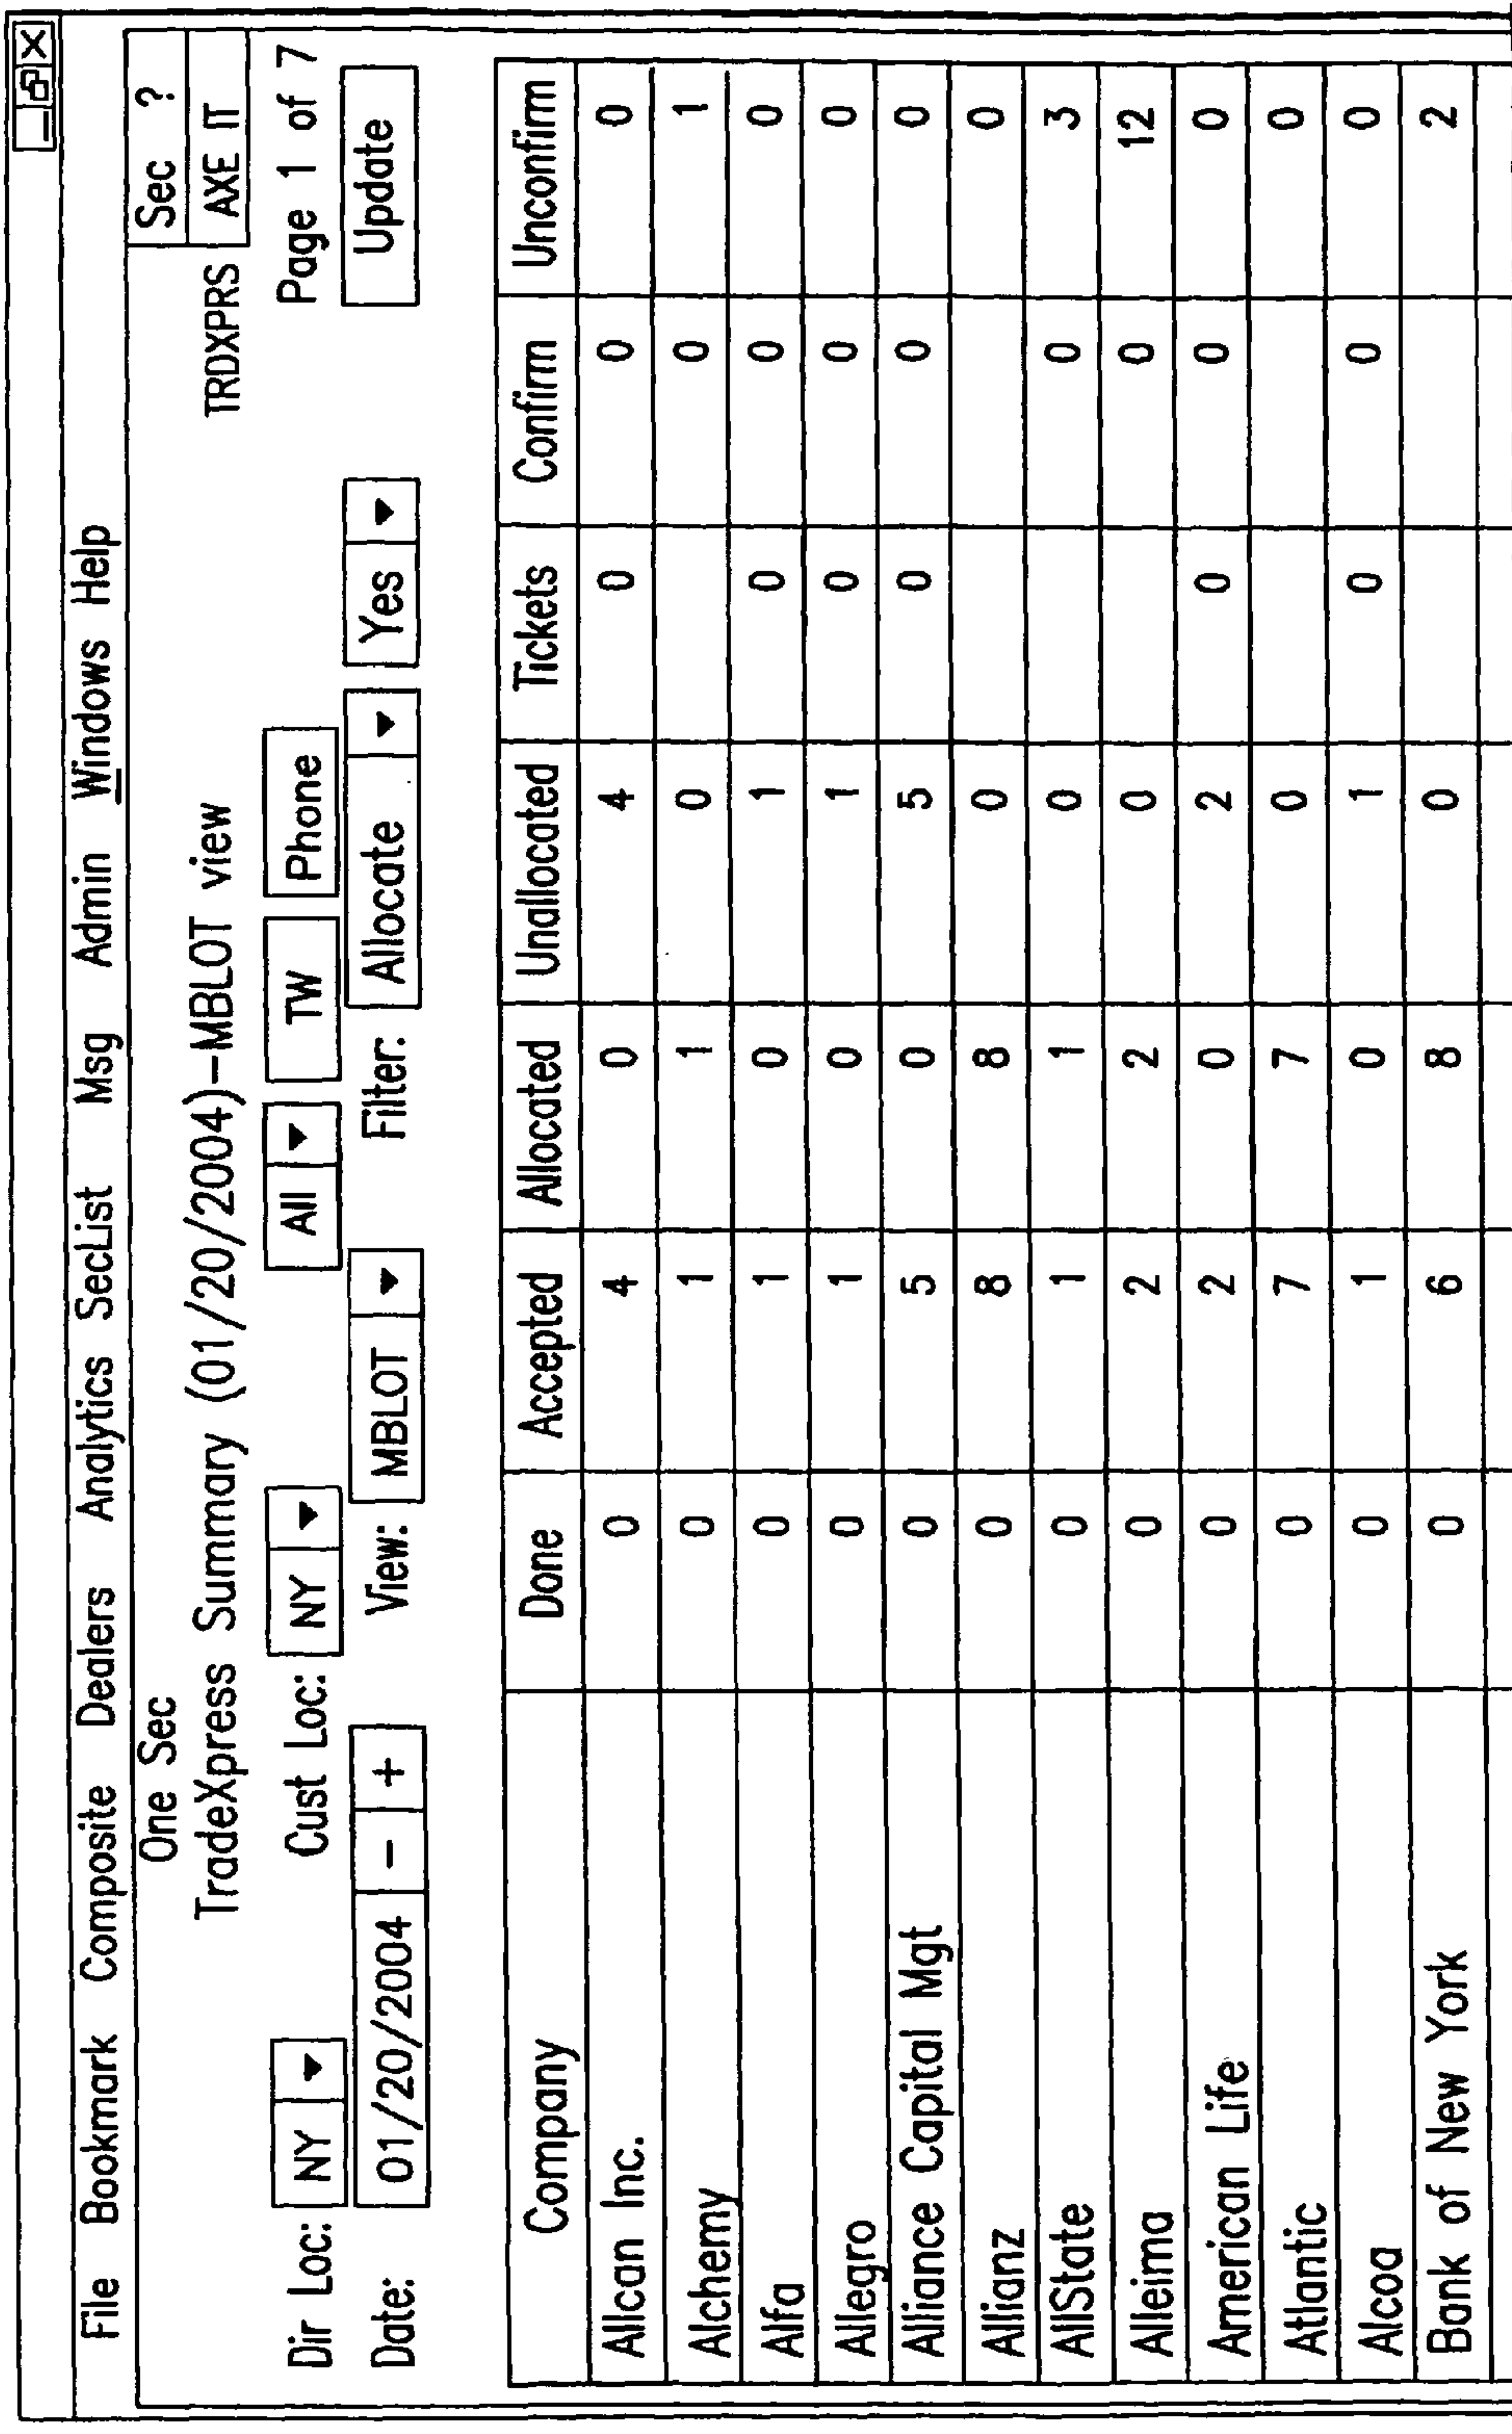 File Bookmark Composite Dealers Analytics SecList Msg Admin Windows Help
One Sec Sec ?
TradeXpress Summary (01/20/2004)-MBLOT view TRDXPRS AXE IT
Dir Loc: NY Cust Loc: NY All TW Phone Page 1 of 7
Date: 01/20/2004 - + View: MBLOT Filter: Allocate Yes Update
Company Done Accepted Allocated Unallocated Tickets Confirm Unconfirm
Allcan Inc. 0 4 0 4 0 0 0
Alchemy 0 1 1 0 0 1
Alfa 0 1 0 1 0 0 0
Allegro 0 1 0 1 0 0 0
Alliance Capital Mgt 0 5 0 5 0 0 0
Allianz 0 8 8 0 0
AllState 0 1 1 0 0 3
Alleima 0 2 2 0 0 12
American Life 0 2 0 2 0 0 0
Atlantic 0 7 7 0 0
Alcoa 0 1 0 1 0 0 0
Bank of New York 0 6 8 0 2